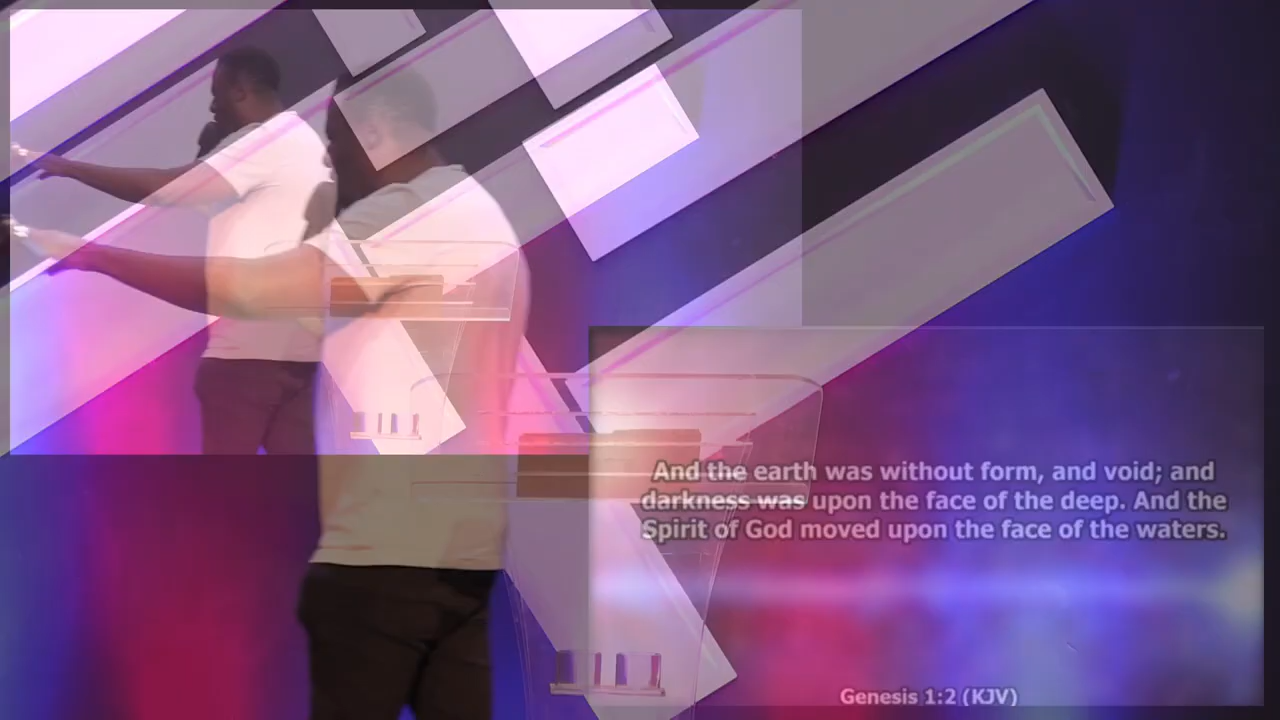 And the earth was without form, and void; and
darkness was upon the face of the deep. And the
Spirit of God moved upon the face of the waters.
Genesis 1:2 (KJV)